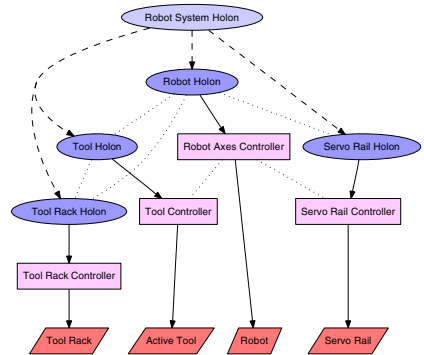 Robot System Holon
Robot Holon
Tool Holon
Robot Axes Controller
Servo Rail Holon
Tool Rack Holon
Tool Controller
Servo Rail Controller
Tool Rack Controller
Tool Rack
Active Tool
Robot
Servo Rail